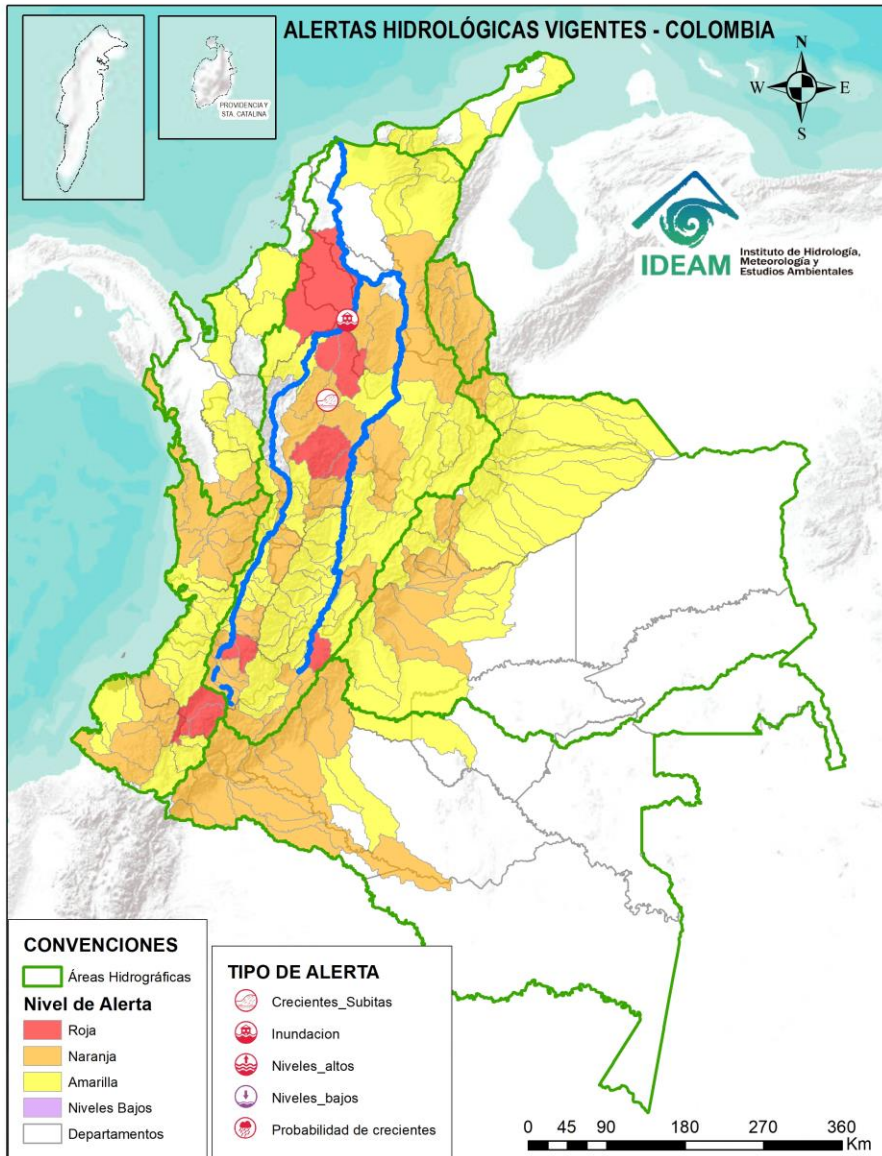 ALERTAS HIDROLÓGICAS VIGENTES - COLOMBIA
PROVIDENCIA Y
STA. CATALINA
N
W
E
S
IDEAM
Instituto de Hidrología,
Meteorología y
Estudios Ambientales
CONVENCIONES
Áreas Hidrográficas
Nivel de Alerta
Roja
Naranja
Amarilla
Niveles Bajos
Departamentos
TIPO DE ALERTA
Crecientes_Subitas
Inundacion
Niveles_altos
Niveles_bajos
Probabilidad de crecientes
0 45 90 180 270 360
Km